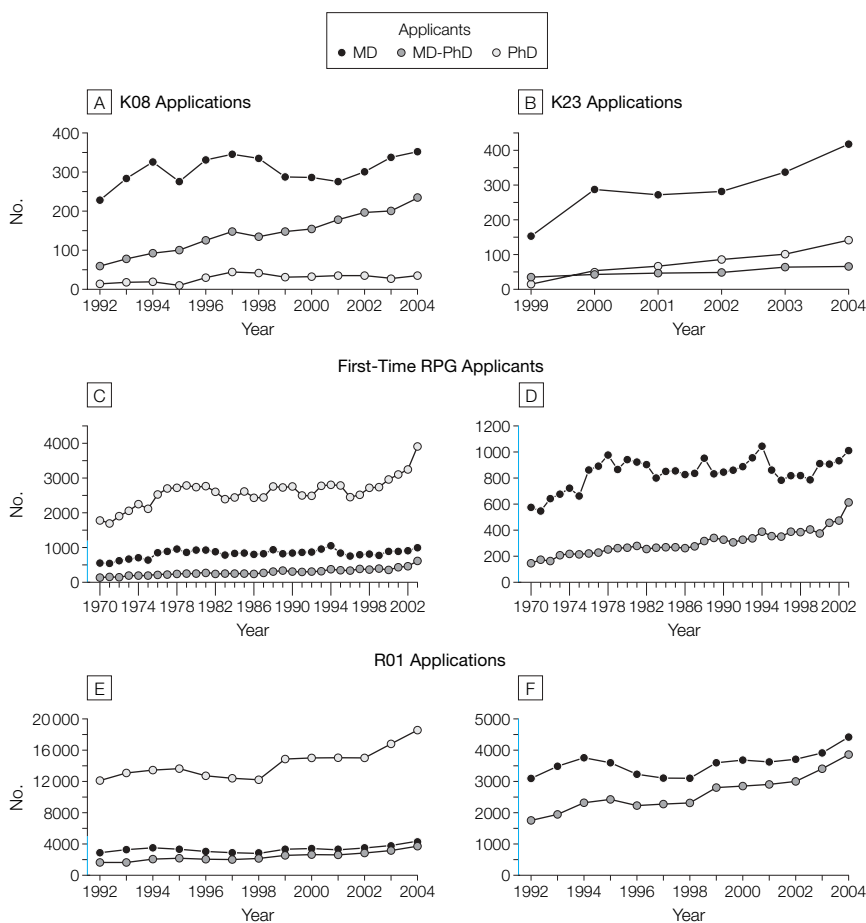 Applicants
MD MD-PhD PhD
A K08 Applications
400
300
200
100
0
No.
1992 1994 1996 1998 2000 2002 2004
Year
B K23 Applications
400
300
200
100
0
1999 2000 2001 2002 2003 2004
Year
First-Time RPG Applicants
C
4000
3000
2000
1000
0
No.
1970 1974 1978 1982 1986 1990 1994 1998 2002
Year
D
1200
1000
800
600
400
200
0
1970 1974 1978 1982 1986 1990 1994 1998 2002
Year
R01 Applications
E
20 000
16 000
12 000
8000
4000
0
No.
1992 1994 1996 1998 2000 2002 2004
Year
F
5000
4000
3000
2000
1000
0
1992 1994 1996 1998 2000 2002 2004
Year